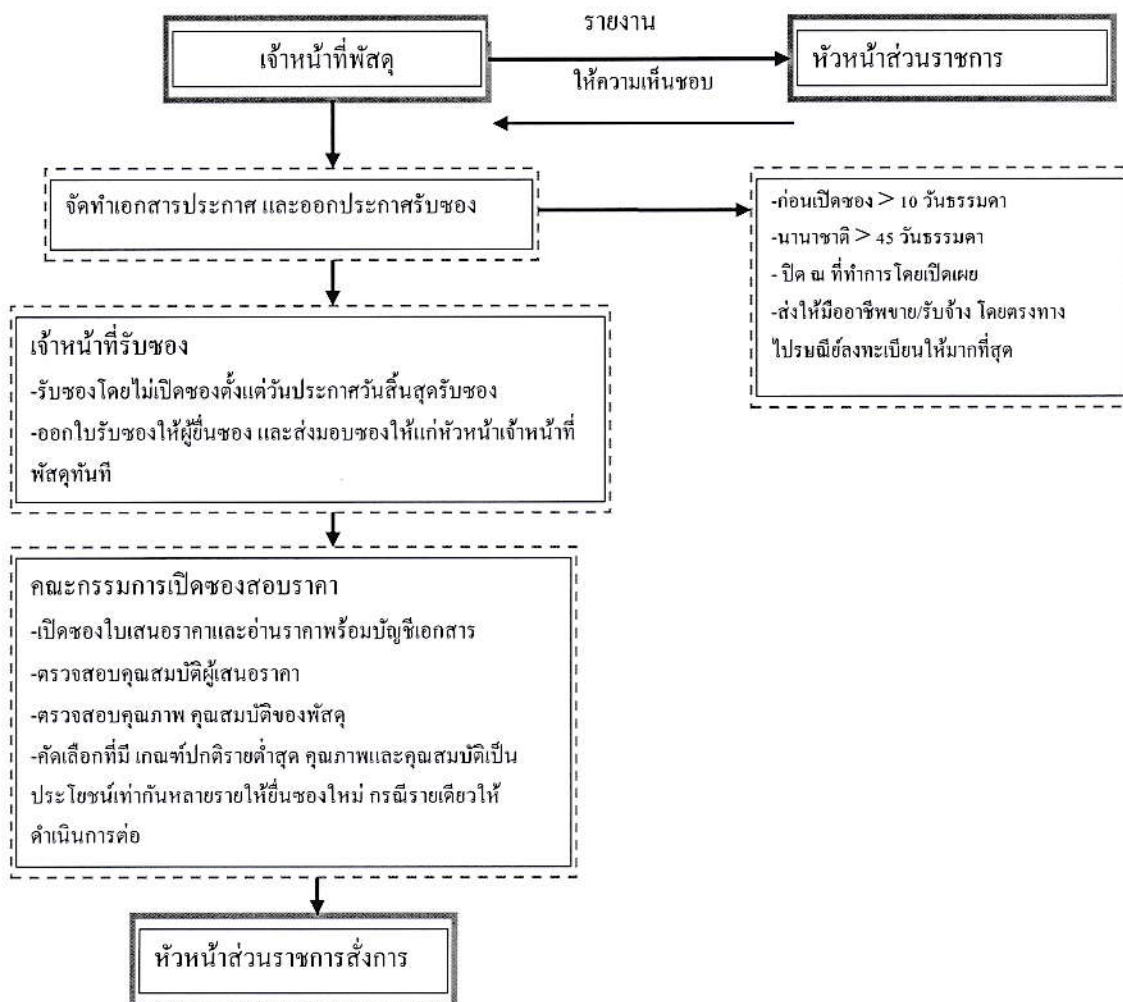 รายงาน
เจ้าหน้าที่พัสดุ
หัวหน้าส่วนราชการ
ให้ความเห็นชอบ
จัดทำเอกสารประกาศ และออกประกาศรับซอง
-ก่อนเปิดซอง > 10 วันธรรมดา
-นานาชาติ > 45 วันธรรมดา
- ปิด ณ ที่ทำการโดยเปิดเผย
-ส่งให้มืออาชีพขาย/รับจ้าง โดยตรงทาง
ไปรษณีย์ลงทะเบียนให้มากที่สุด
เจ้าหน้าที่รับซอง
-รับซองโดยไม่เปิดซองตั้งแต่วันประกาศวันสิ้นสุดรับซอง
-ออกใบรับซองให้ผู้ยื่นซอง และส่งมอบซองให้แก่หัวหน้าเจ้าหน้าที่
พัสดุทันที
คณะกรรมการเปิดซองสอบราคา
-เปิดซองใบเสนอราคาและอ่านราคาพร้อมบัญชีเอกสาร
-ตรวจสอบคุณสมบัติผู้เสนอราคา
-ตรวจสอบคุณภาพ คุณสมบัติของพัสดุ
-คัดเลือกที่มี เกณฑ์ปกติรายต่ำสุด คุณภาพและคุณสมบัติเป็น
ประโยชน์เท่ากันหลายรายให้ยื่นซองใหม่ กรณีรายเดียวให้
ดำเนินการต่อ
หัวหน้าส่วนราชการสั่งการ